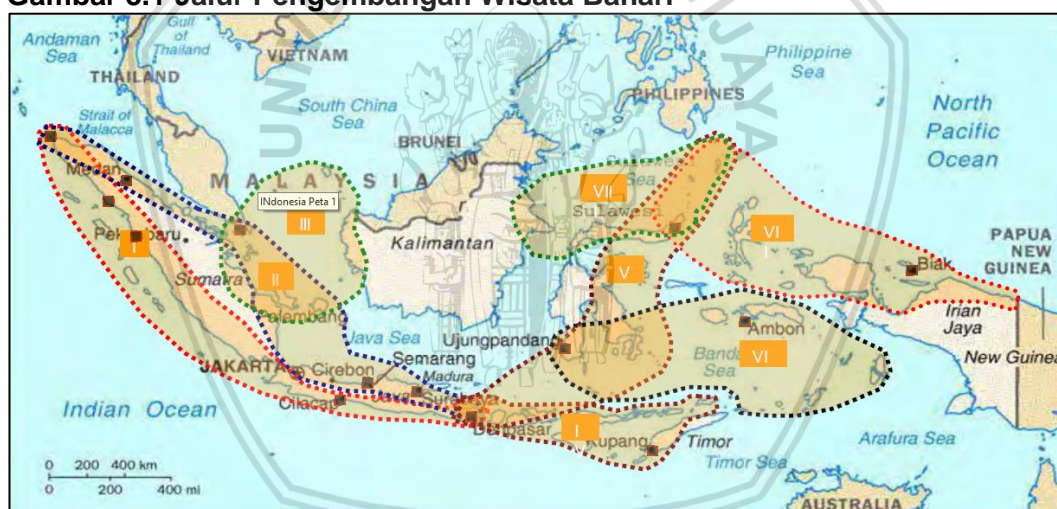 Gambar 3.1 Jalur Pengembangan Wisata Bahari
Andaman Sea
Gulf of Thailand
VIETNAM
THAILAND
Philippine Sea
PHILIPPINES
North Pacific Ocean
Strait of Malacca
South China Sea
BRUNEI
Medan
MALAYSIA
INdonesia Peta 1
III
VII
Sea
Sulawesi
VI
I
PAPUA NEW GUINEA
Kalimantan
Sumatra
II
V
Biak
Palembang
Irian Jaya
Java Sea
Ujungpandang
Ambon
New Guinea
Semarang
JAKARTA
Cirebon
Madura
Banda Sea
VI
Cilacap
Surabaya
Denpasar
I
Kupang
Timor
Indian Ocean
Arafura Sea
Timor Sea
0 200 400 km
0 200 400 mi
AUSTRALIA